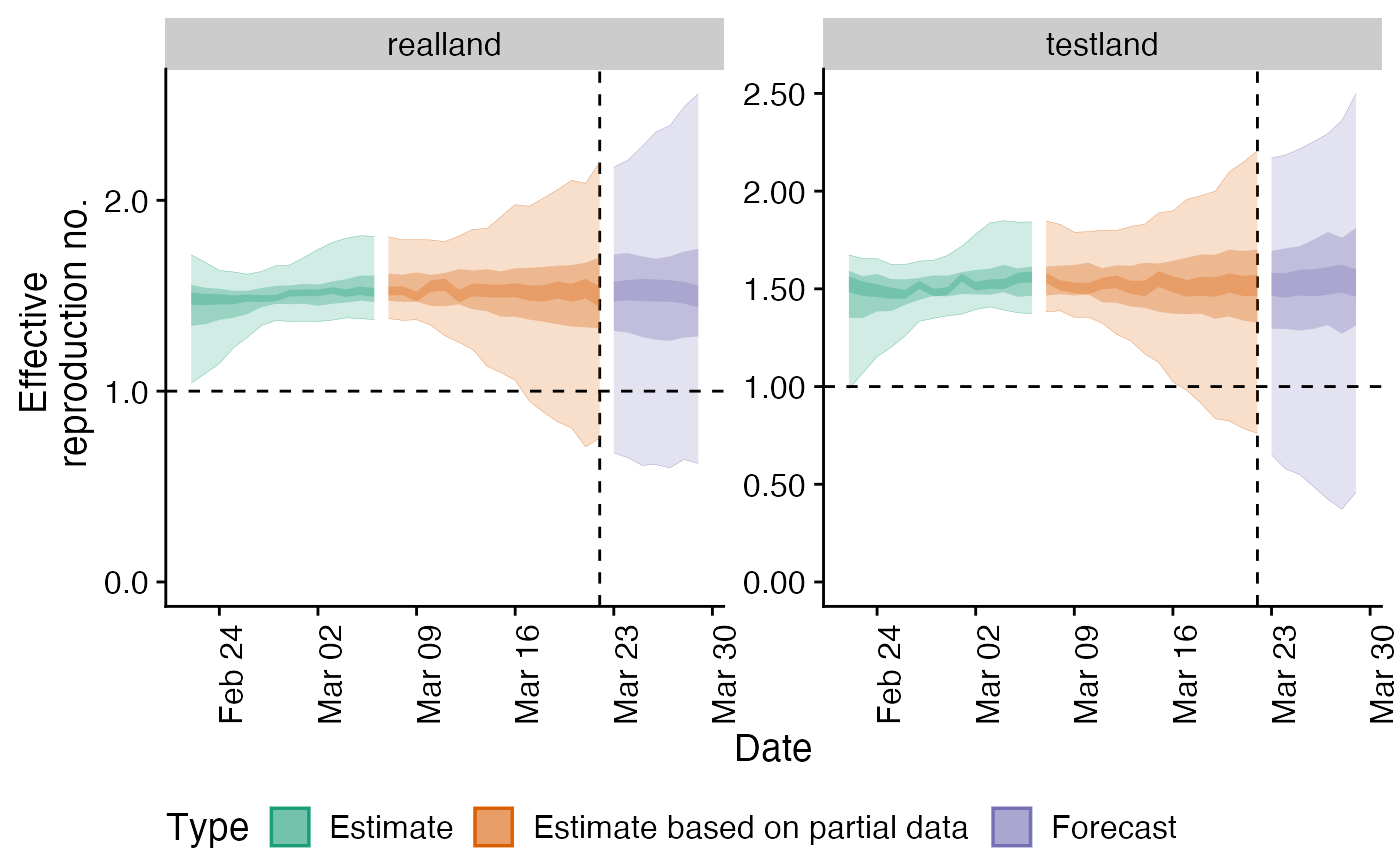 realland
testland
Effective
reproduction no.
2.0
1.0
0.0
2.50
2.00
1.50
1.00
0.50
0.00
Feb 24
Mar 02
Mar 09
Mar 16
Mar 23
Mar 30
Feb 24
Mar 02
Mar 09
Mar 16
Mar 23
Mar 30
Date
Type Estimate Estimate based on partial data Forecast